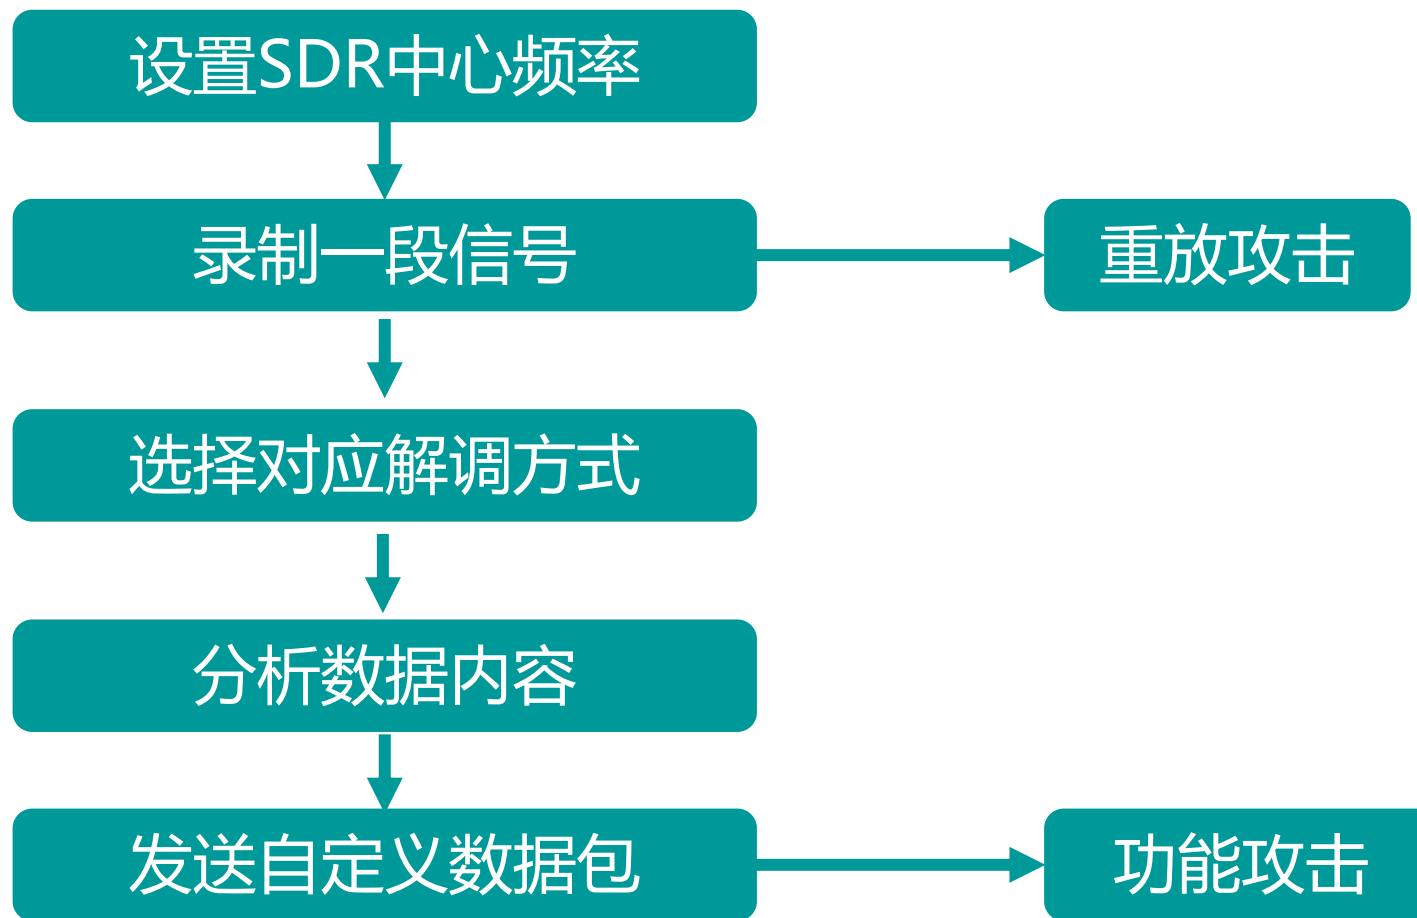 设置SDR中心频率
录制一段信号
重放攻击
选择对应解调方式
分析数据内容
发送自定义数据包
功能攻击